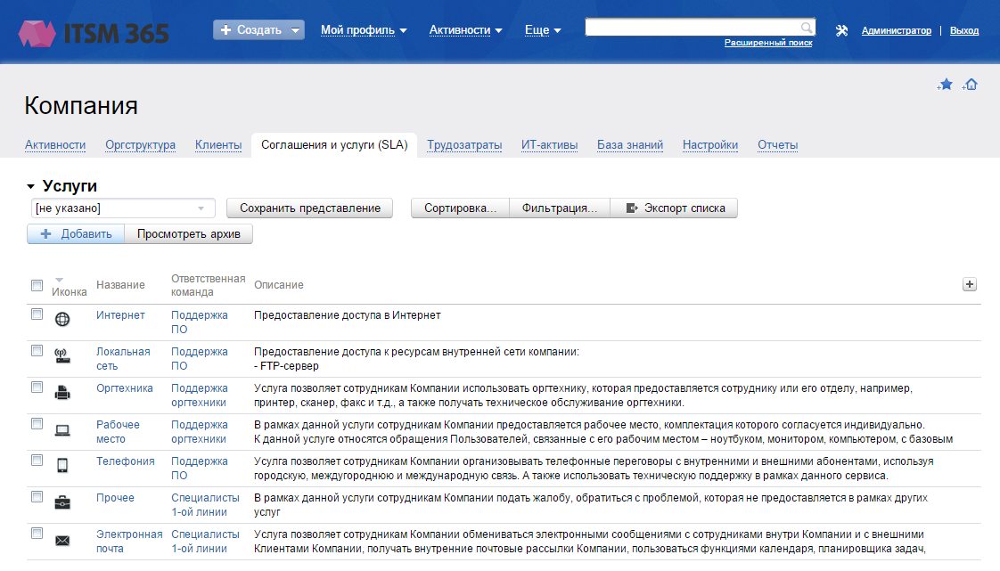 ITSM 365
Создать
Мой профиль
Активности
Еще
Расширенный поиск
Администратор | Выход
Компания
Активности
Оргструктура
Клиенты
Соглашения и услуги (SLA)
Трудозатраты
ИТ-активы
База знаний
Настройки
Отчеты
Услуги
[не указано]
Сохранить представление
Сортировка...
Фильтрация...
Экспорт списка
Добавить
Просмотреть архив
Иконка
Название
Ответственная
команда
Описание
Интернет
Поддержка
ПО
Предоставление доступа в Интернет
Локальная
сеть
Поддержка
ПО
Предоставление доступа к ресурсам внутренней сети компании:
- FTP-сервер
Оргтехника
Поддержка
оргтехники
Услуга позволяет сотрудникам Компании использовать оргтехнику, которая предоставляется сотруднику или его отделу, например,
принтер, сканер, факс и т.д., а также получать техническое обслуживание оргтехники.
Рабочее
место
Поддержка
оргтехники
В рамках данной услуги сотрудникам Компании предоставляется рабочее место, комплектация которого согласуется индивидуально.
К данной услуге относятся обращения Пользователей, связанные с его рабочим местом – ноутбуком, монитором, компьютером, с базовым
Телефония
Поддержка
ПО
Усулга позволяет сотрудникам Компании организовывать телефонные переговоры с внутренними и внешними абонентами, используя
городскую, междугороднюю и международную связь. А также использовать техническую поддержку в рамках данного сервиса.
Прочее
Специалисты
1-ой линии
В рамках данной услуги сотрудникам Компании подать жалобу, обратиться с проблемой, которая не предоставляется в рамках других
услуг
Электронная
почта
Специалисты
1-ой линии
Услуга позволяет сотрудникам Компании обмениваться электронными сообщениями с сотрудниками внутри Компании и с внешними
Клиентами Компании, получать внутренние почтовые рассылки Компании, пользоваться функциями календаря, планировщика задач,